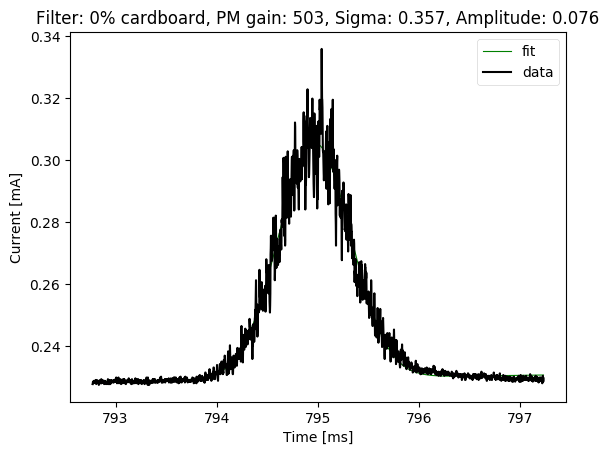 Filter: 0% cardboard, PM gain: 503, Sigma: 0.357, Amplitude: 0.076
0.34
fit
data
0.32
0.30
0.28
0.26
0.24
Current [mA]
793 794 795 796 797
Time [ms]